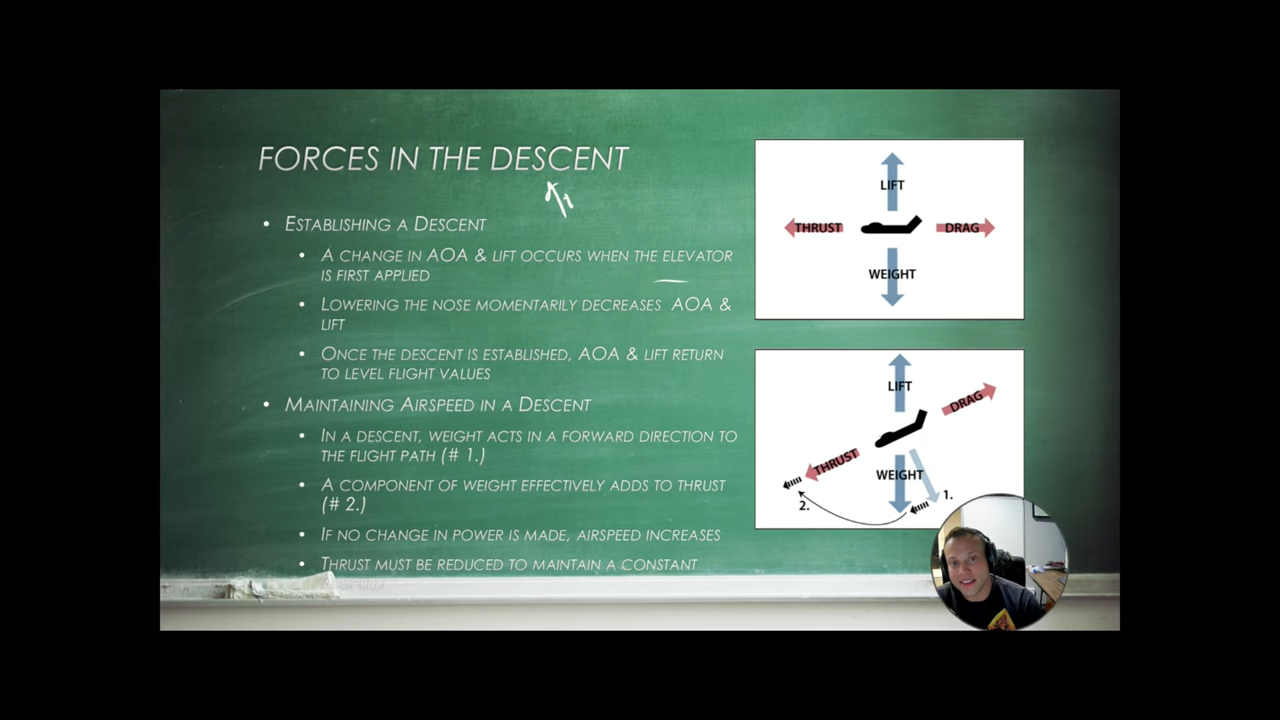 FORCES IN THE DESCENT
• ESTABLISHING A DESCENT
• A CHANGE IN AOA & LIFT OCCURS WHEN THE ELEVATOR
IS FIRST APPLIED
• LOWERING THE NOSE MOMENTARILY DECREASES AOA &
LIFT
• ONCE THE DESCENT IS ESTABLISHED, AOA & LIFT RETURN
TO LEVEL FLIGHT VALUES
• MAINTAINING AIRSPEED IN A DESCENT
• IN A DESCENT, WEIGHT ACTS IN A FORWARD DIRECTION TO
THE FLIGHT PATH (# 1.)
• A COMPONENT OF WEIGHT EFFECTIVELY ADDS TO THRUST
(# 2.)
• IF NO CHANGE IN POWER IS MADE, AIRSPEED INCREASES
• THRUST MUST BE REDUCED TO MAINTAIN A CONSTANT
LIFT
THRUST
DRAG
WEIGHT
LIFT
DRAG
THRUST
WEIGHT
1.
2.